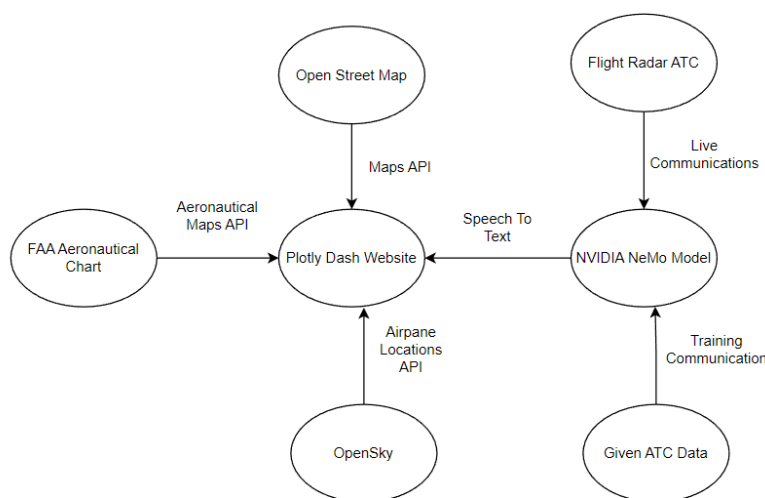 Open Street Map
Flight Radar ATC
Maps API
Live
Communications
Aeronautical
Maps API
Speech To
Text
FAA Aeronautical
Chart
Plotly Dash Website
NVIDIA NeMo Model
Airpane
Locations
API
Training
Communication
OpenSky
Given ATC Data